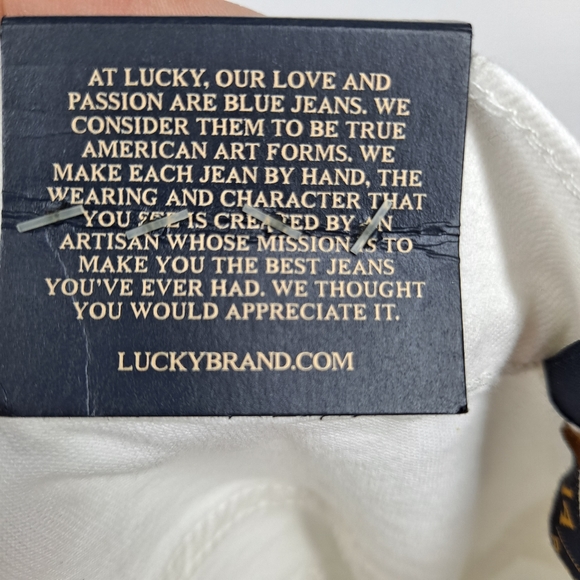 AT LUCKY, OUR LOVE AND
PASSION ARE BLUE JEANS. WE
CONSIDER THEM TO BE TRUE
AMERICAN ART FORMS. WE
MAKE EACH JEAN BY HAND, THE
WEARING AND CHARACTER THAT
YOU SEE IS CREATED BY AN
ARTISAN WHOSE MISSION IS TO
MAKE YOU THE BEST JEANS
YOU'VE EVER HAD. WE THOUGHT
YOU WOULD APPRECIATE IT.
LUCKYBRAND.COM